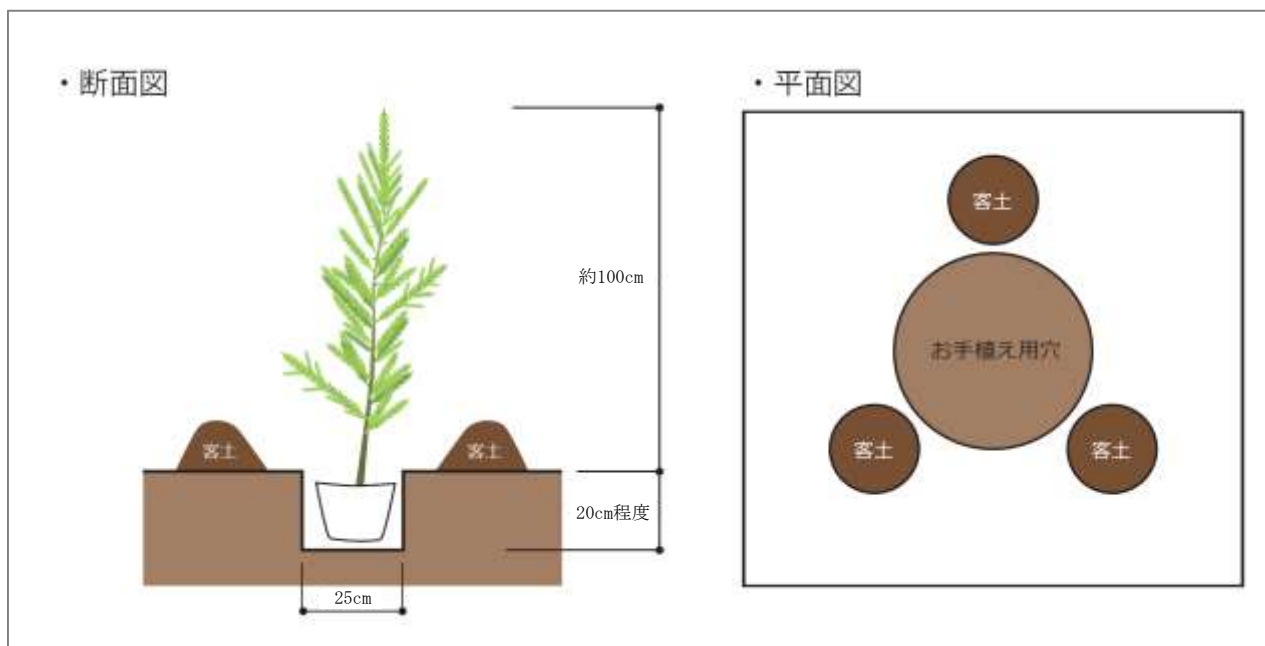 ・断面図
約100cm
客土
客土
20cm程度
25cm
・平面図
客土
お手植え用穴
客土
客土